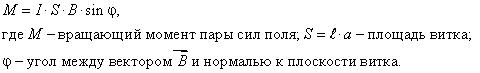 M = I · S · B · sin φ,
где M – вращающий момент пары сил поля; S = ℓ · a – площадь витка;
φ – угол между вектором B⃗ и нормалью к плоскости витка.